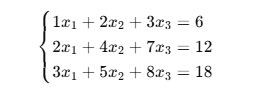 1x₁ + 2x₂ + 3x₃ = 6
2x₁ + 4x₂ + 7x₃ = 12
3x₁ + 5x₂ + 8x₃ = 18